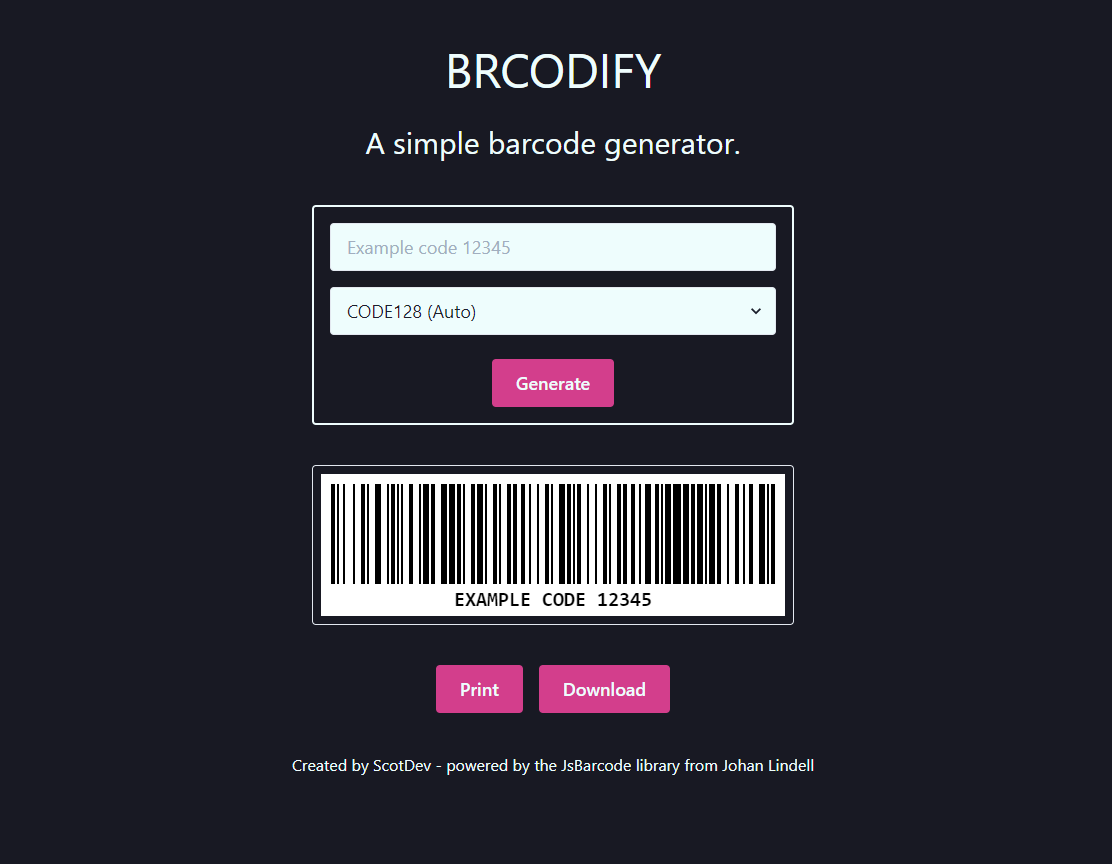 BRCODIFY
A simple barcode generator.
Example code 12345
CODE128 (Auto)
Generate
EXAMPLE CODE 12345
Print Download
Created by ScotDev - powered by the JsBarcode library from Johan Lindell